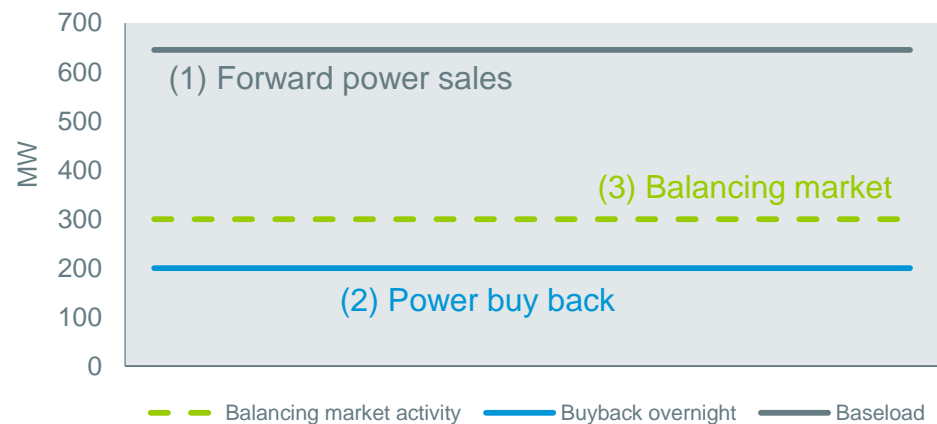 700
600
500
400
300
200
100
0
MW
(1) Forward power sales
(3) Balancing market
(2) Power buy back
Balancing market activity
Buyback overnight
Baseload